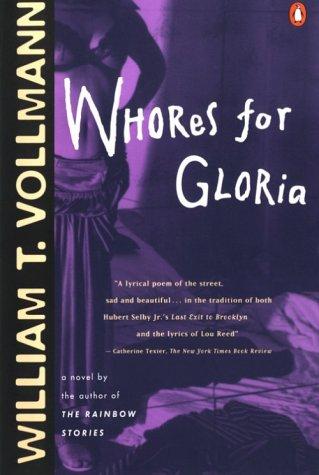 WILLIAM T. VOLLMANN
WHORES for
GLORia
"A lyrical poem of the street,
sad and beautiful... in the tradition of both
Hubert Selby Jr.'s Last Exit to Brooklyn
and the lyrics of Lou Reed"
— Catherine Texier, The New York Times Book Review
a novel by
the author of
THE RAINBOW
STORIES